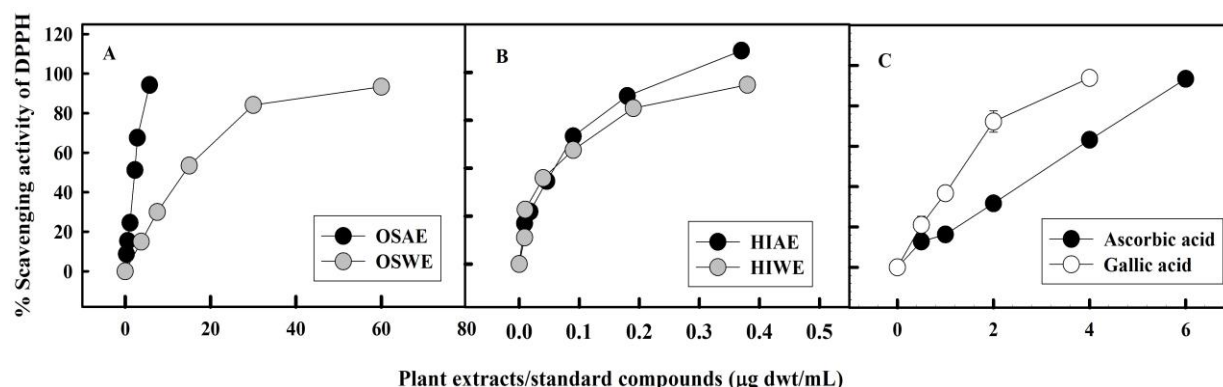 % Scavenging activity of DPPH
120
100
80
60
40
20
0
A
OSAE
OSWE
0 20 40 60 80
B
HIAE
HIWE
0.0 0.1 0.2 0.3 0.4 0.5
C
Ascorbic acid
Gallic acid
0 2 4 6
Plant extracts/standard compounds (µg dwt/mL)